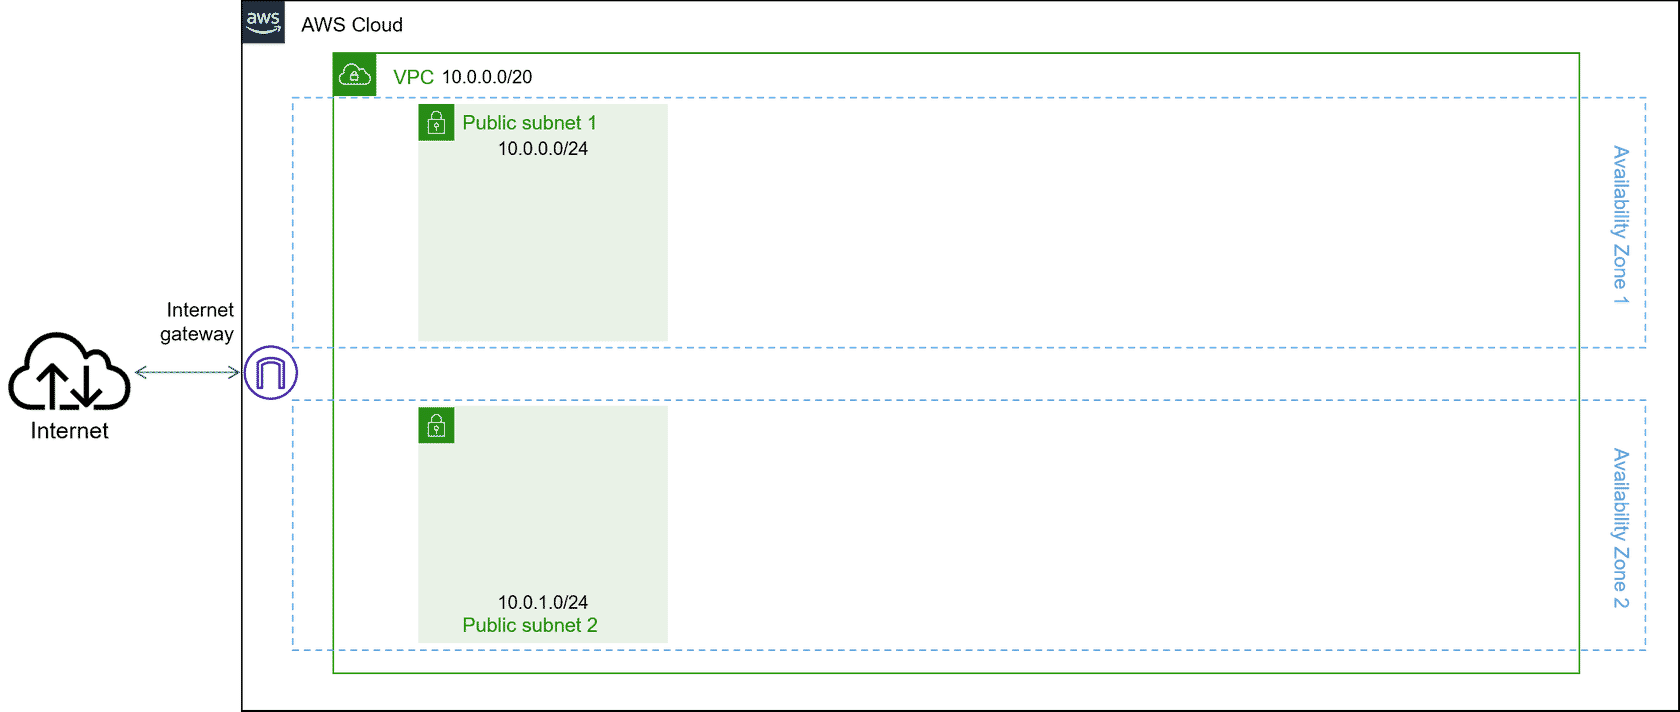 aws
AWS Cloud
VPC 10.0.0.0/20
Public subnet 1
10.0.0.0/24
Availability Zone 1
Internet
gateway
Internet
10.0.1.0/24
Public subnet 2
Availability Zone 2